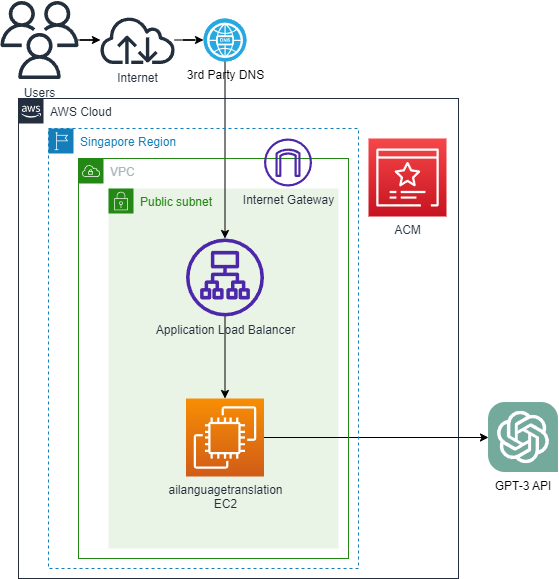 Users
Internet
DNS
3rd Party DNS
aws
AWS Cloud
Singapore Region
VPC
Internet Gateway
Public subnet
ACM
Application Load Balancer
ailanguagetranslation
EC2
GPT-3 API